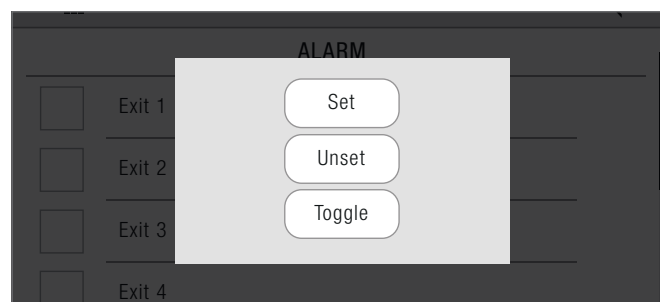 ALARM
Set
Exit 1
Unset
Exit 2
Toggle
Exit 3
Exit 4